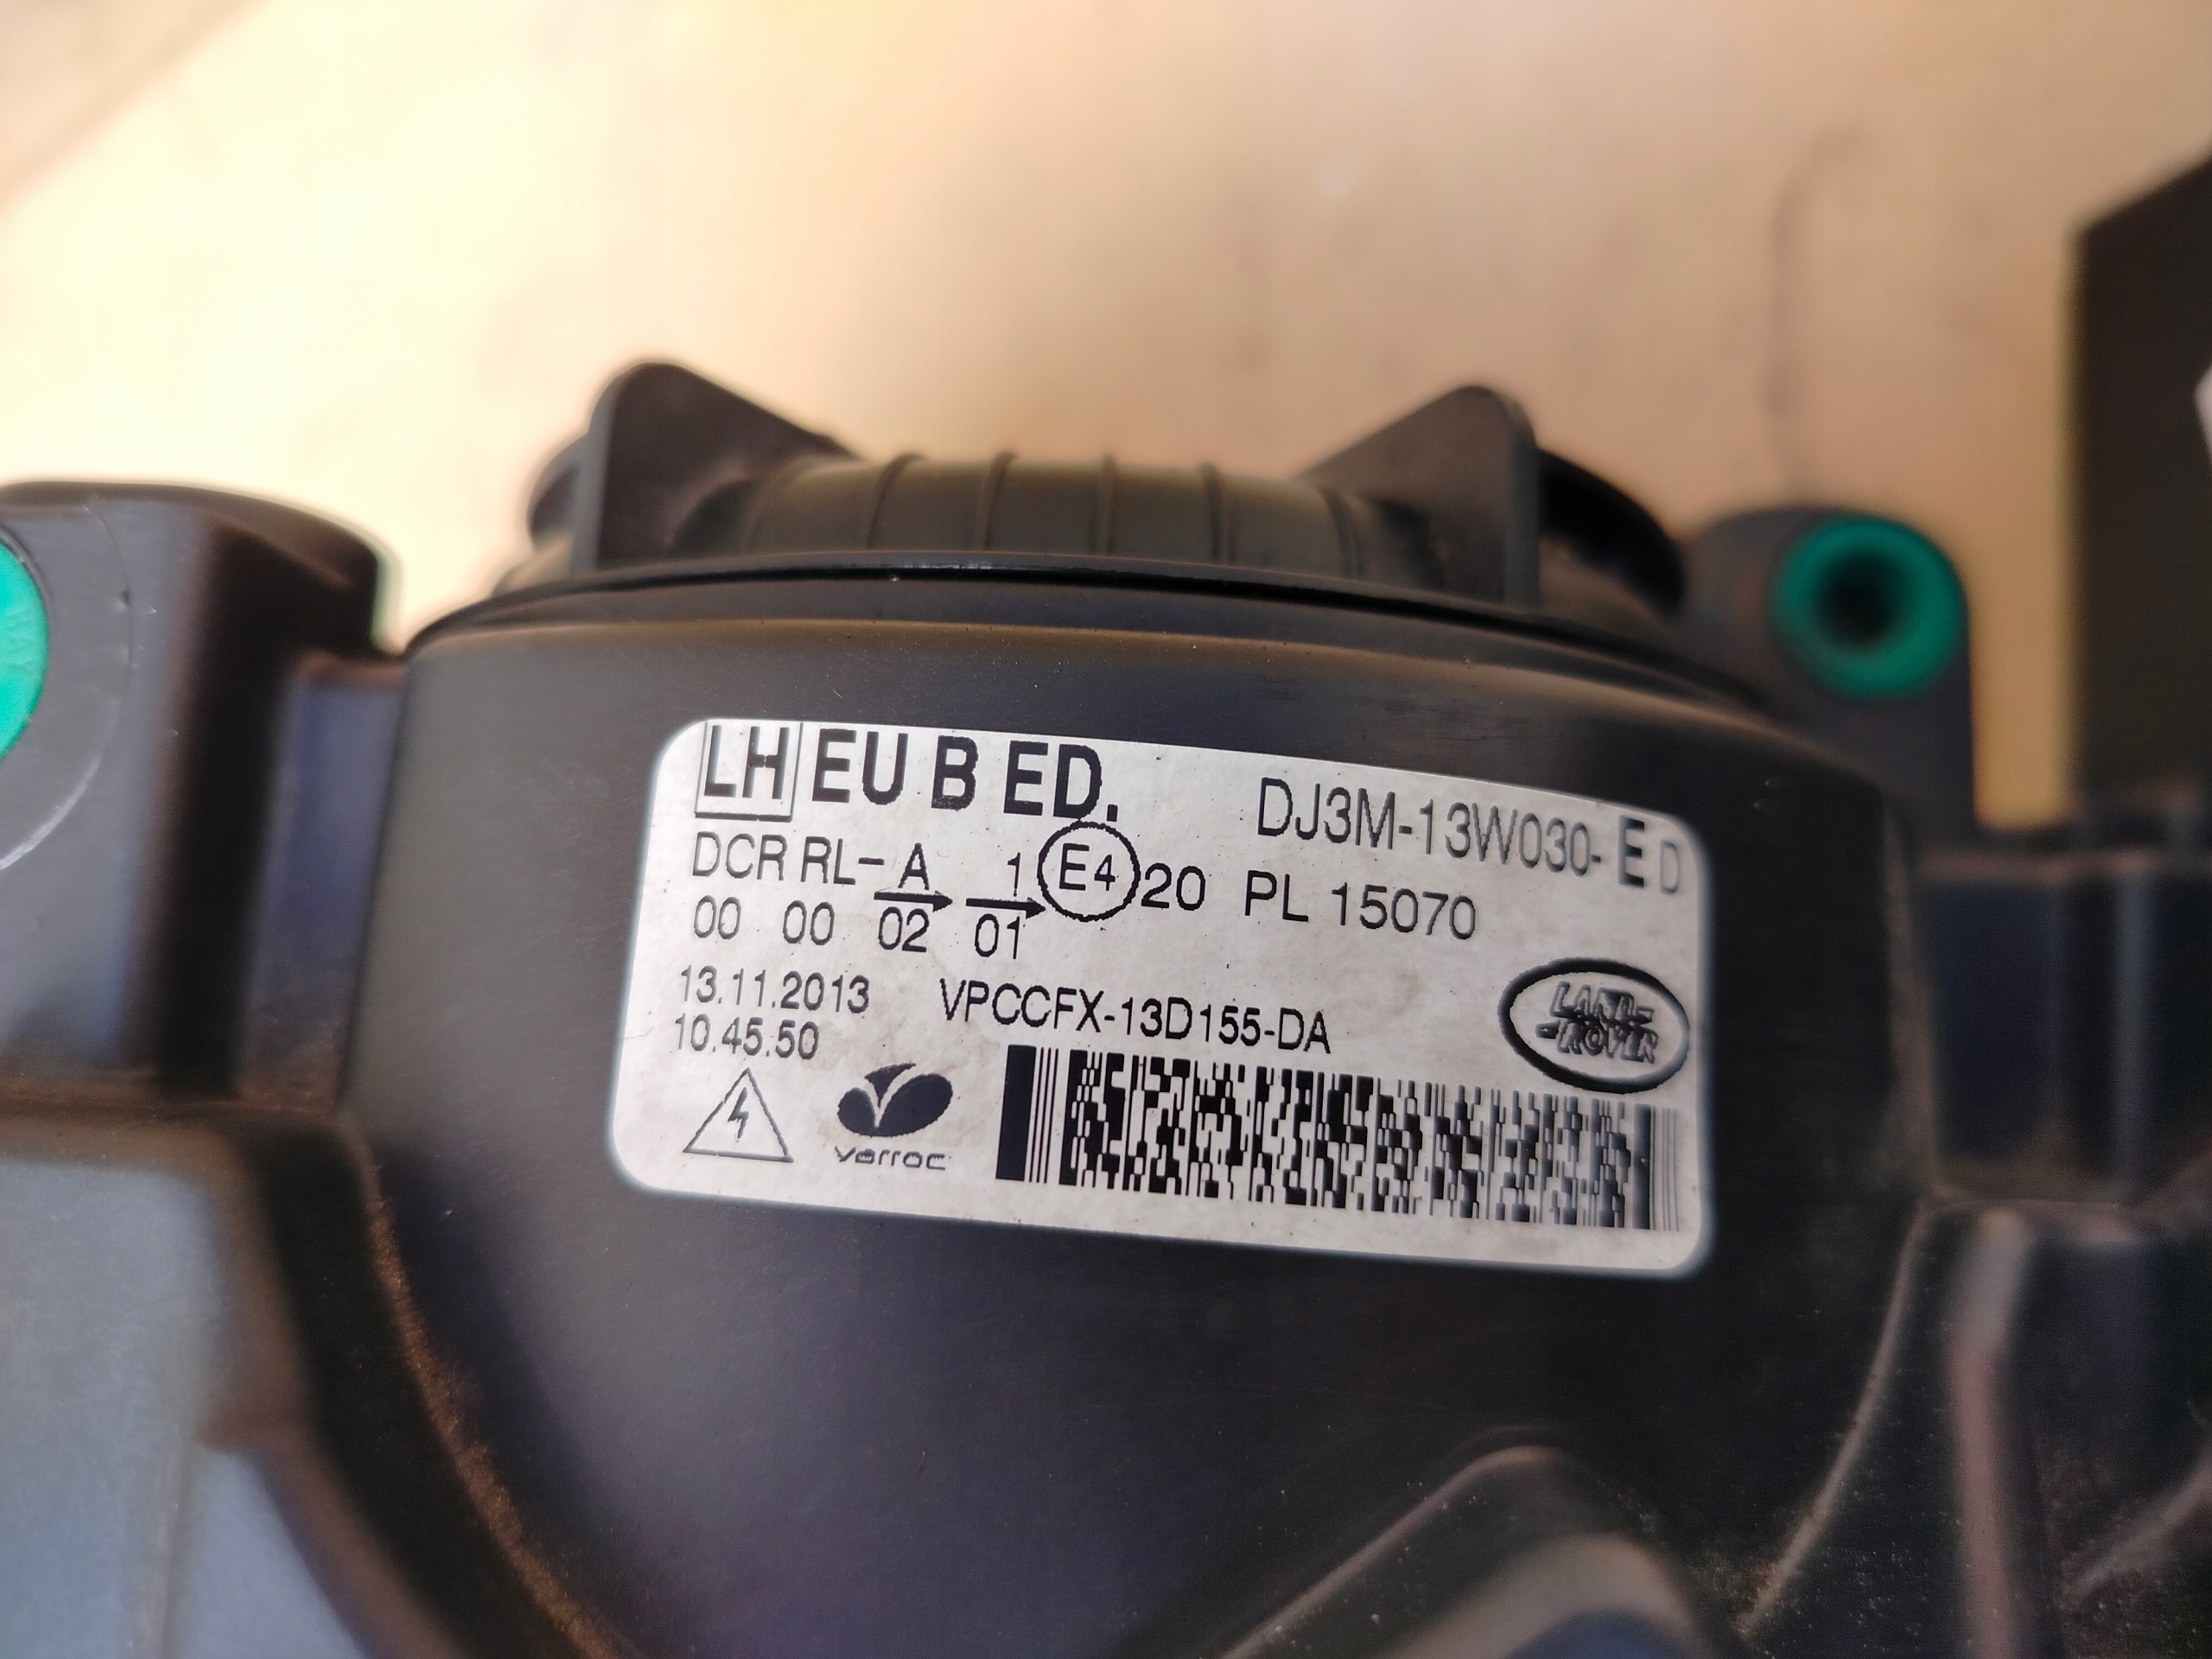 LH EU B ED.
DJ3M-13W030-E D
DCR RL- A 1 E4 20 PL 15070
00 00 02 01
13.11.2013 VPCCFX-13D155-DA
10.45.50
LAND-
-ROVER
varroc